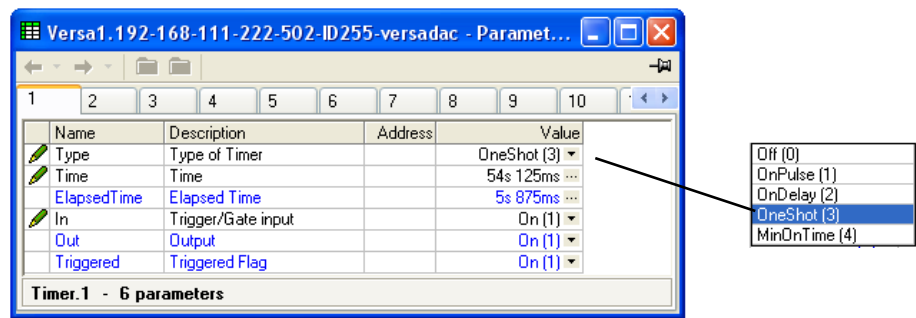 Versa1.192-168-111-222-502-ID255-versadac - Paramet...
1 2 3 4 5 6 7 8 9 10
Name Description Address Value
Type Type of Timer OneShot (3)
Time Time 54s 125ms ...
ElapsedTime Elapsed Time 5s 875ms ...
In Trigger/Gate input On (1)
Out Output On (1)
Triggered Triggered Flag On (1)
Timer.1 - 6 parameters
Off (0)
OnPulse (1)
OnDelay (2)
OneShot (3)
MinOnTime (4)